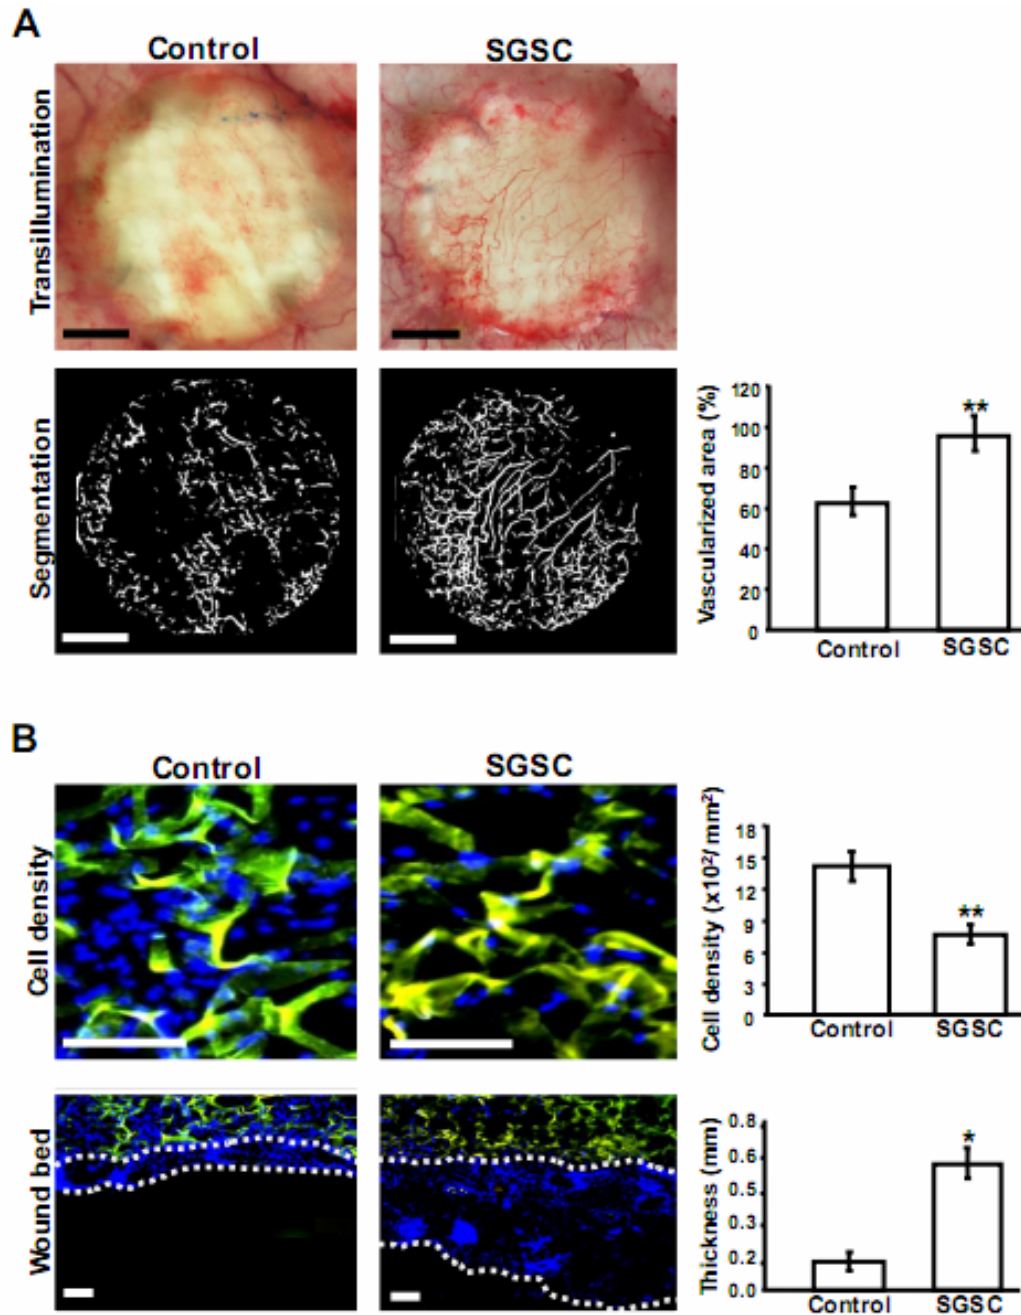 A
Control
SGSC
Transillumination
Segmentation
Vascularized area (%)
120
100
80
60
40
20
0
**
Control
SGSC
B
Control
SGSC
Cell density
Cell density (x10²/ mm²)
18
15
12
9
6
3
0
**
Control
SGSC
Wound bed
Thickness (mm)
0.8
0.6
0.5
0.3
0.2
0.0
*
Control
SGSC